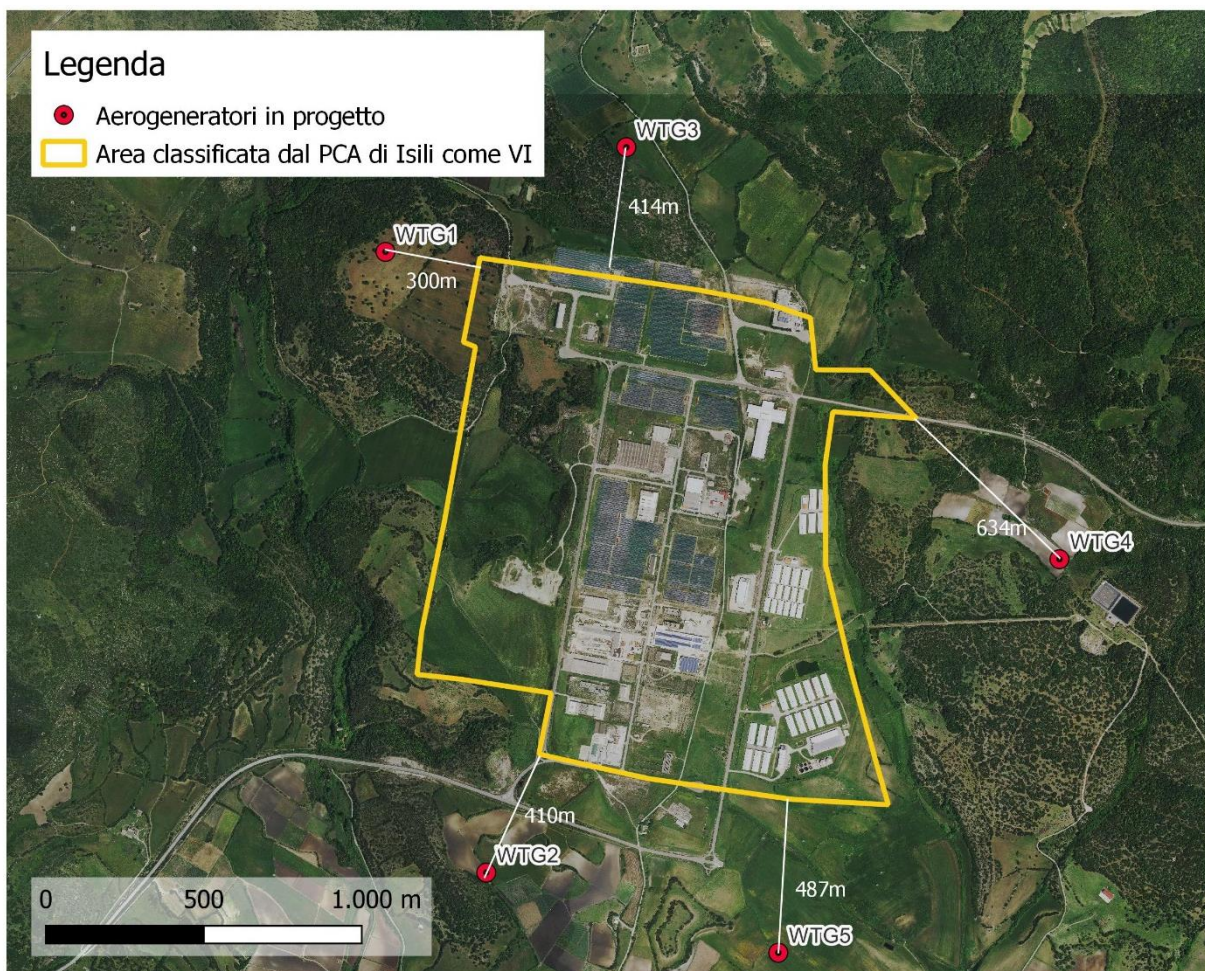 Legenda
Aerogeneratori in progetto
Area classificata dal PCA di Isili come VI
WTG3
414m
WTG1
300m
634m
WTG4
410m
WTG2
487m
WTG5
0 500 1.000 m